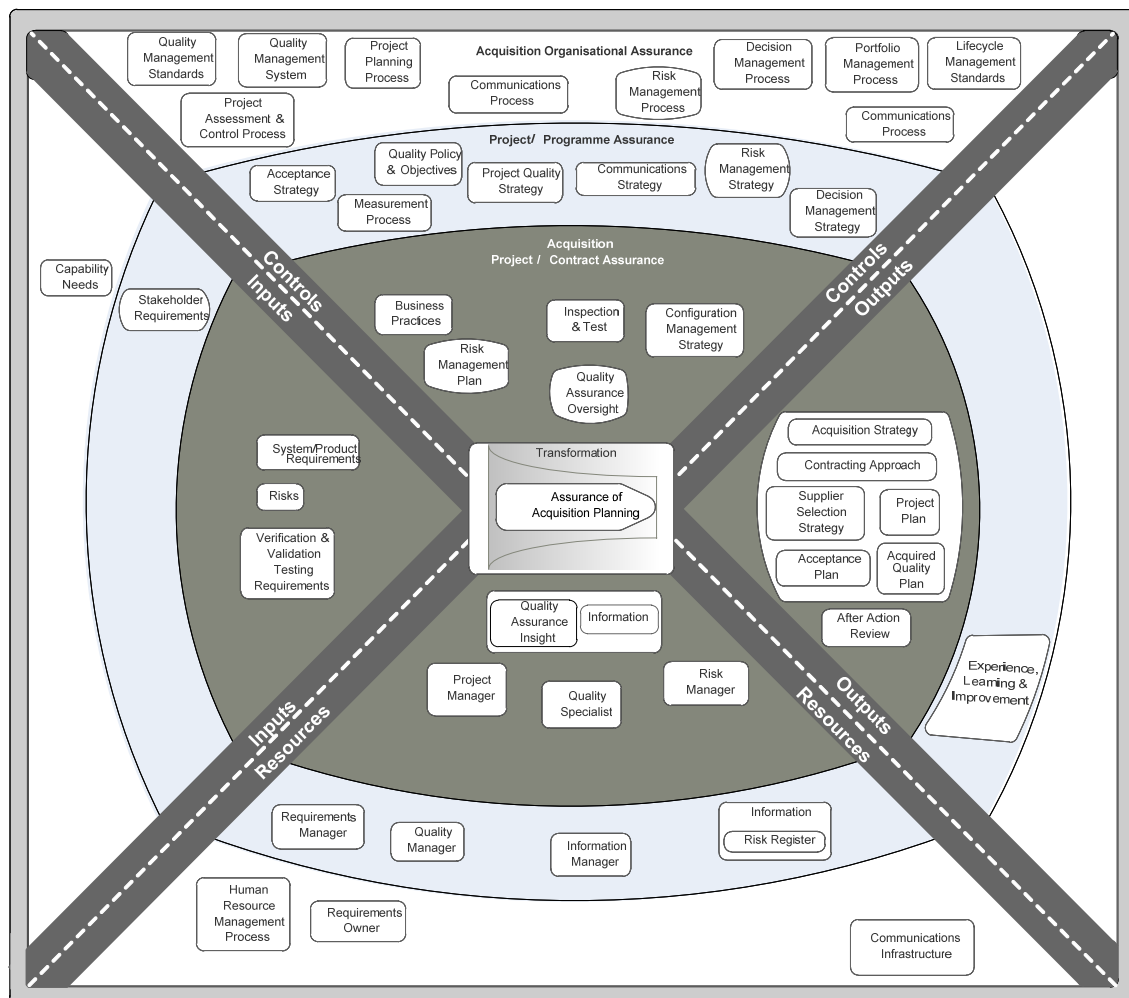 Quality
Management
Standards
Quality
Management
System
Project
Planning
Process
Acquisition Organisational Assurance
Decision
Management
Process
Portfolio
Management
Process
Lifecycle
Management
Standards
Communications
Process
Risk
Management
Process
Project
Assessment &
Control Process
Communications
Process
Project/ Programme Assurance
Acceptance
Strategy
Quality Policy
& Objectives
Project Quality
Strategy
Communications
Strategy
Risk
Management
Strategy
Measurement
Process
Decision
Management
Strategy
Acquisition
Project / Contract Assurance
Controls
Inputs
Controls
Outputs
Capability
Needs
Stakeholder
Requirements
Business
Practices
Inspection
& Test
Configuration
Management
Strategy
Risk
Management
Plan
Quality
Assurance
Oversight
System/Product
Requirements
Risks
Verification &
Validation
Testing
Requirements
Transformation
Assurance of
Acquisition Planning
Acquisition Strategy
Contracting Approach
Supplier
Selection
Strategy
Project
Plan
Acceptance
Plan
Acquired
Quality
Plan
After Action
Review
Quality
Assurance
Insight
Information
Project
Manager
Quality
Specialist
Risk
Manager
Experience,
Learning &
Improvement
Inputs
Resources
Outputs
Resources
Requirements
Manager
Quality
Manager
Information
Manager
Information
Risk Register
Human
Resource
Management
Process
Requirements
Owner
Communications
Infrastructure